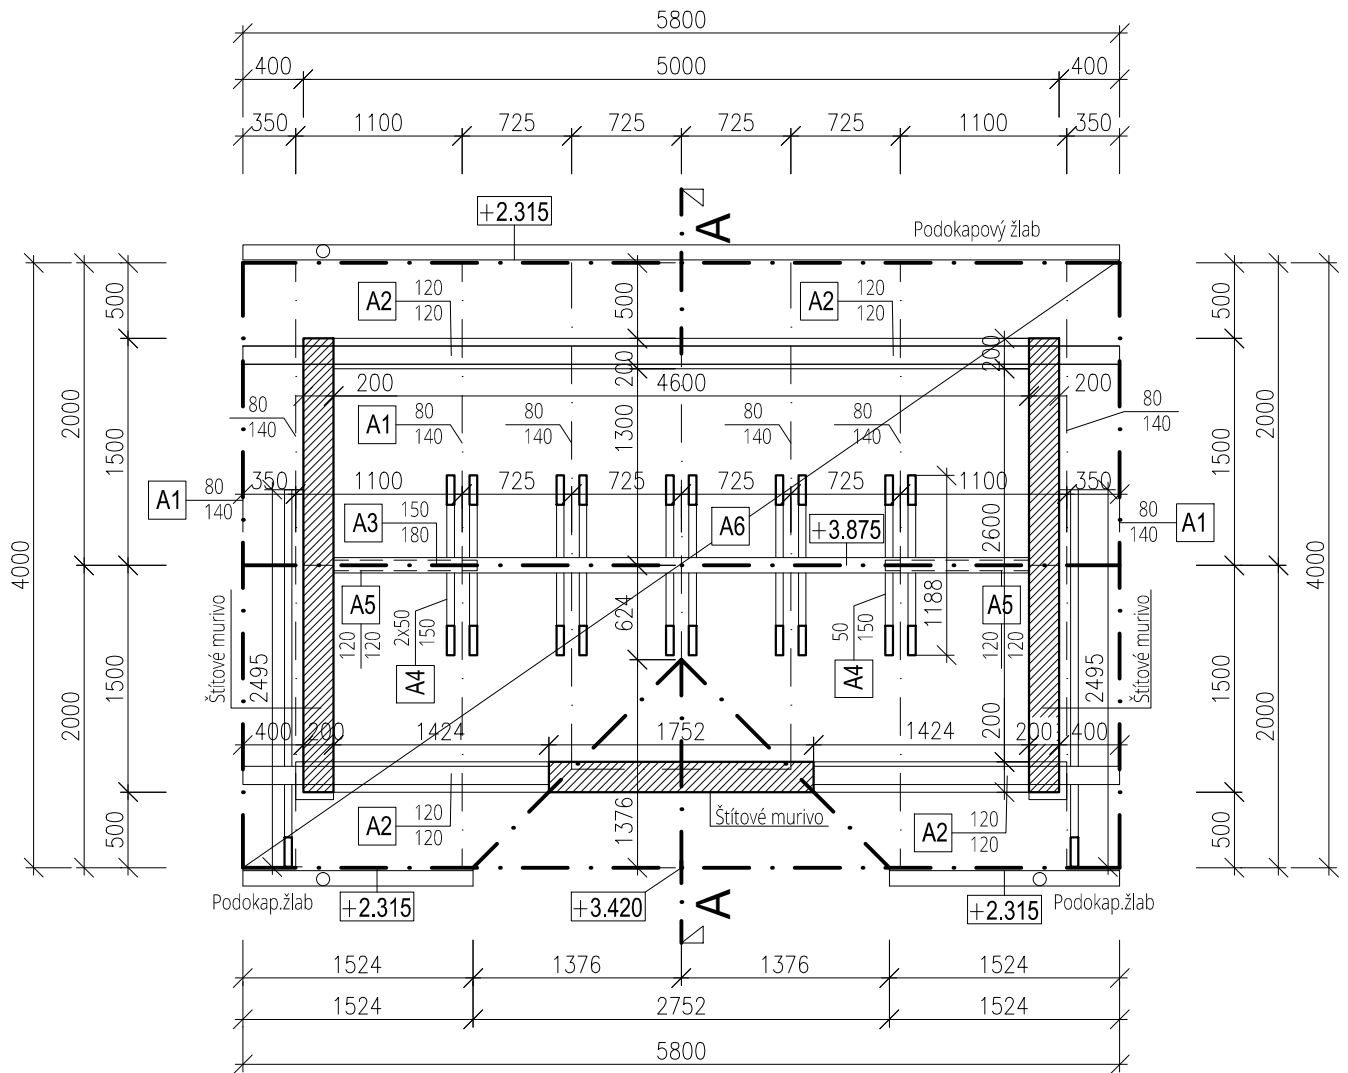 5800
400 5000 400
350 1100 725 725 725 725 1100 350
+2.315
A
Podokapový žlab
500 500 500
A2 120
120
A2 120
120
200 200
200 4600 200
80
140
A1 80
140
80
140
80
140
80
140
80
140
2000 1500 1300 1500 2000
350 1100 725 725 725 725 1100 350
A1 80
140
A3 150
180
A6
+3.875
2600
80
140
A1
4000 4000
A5
120
120
2x50
150
A4
624
50
150
A4
1188
A5
120
120
Štítové murivo
Štítové murivo
2495 2495
2000 1500 1500 2000
400 200 1424 1752 1424 200 400
200
A2 120
120
1376
Štítové murivo
A2 120
120
500 500
Podokap.žlab
+2.315
+3.420
A
+2.315
Podokap.žlab
1524 1376 1376 1524
1524 2752 1524
5800